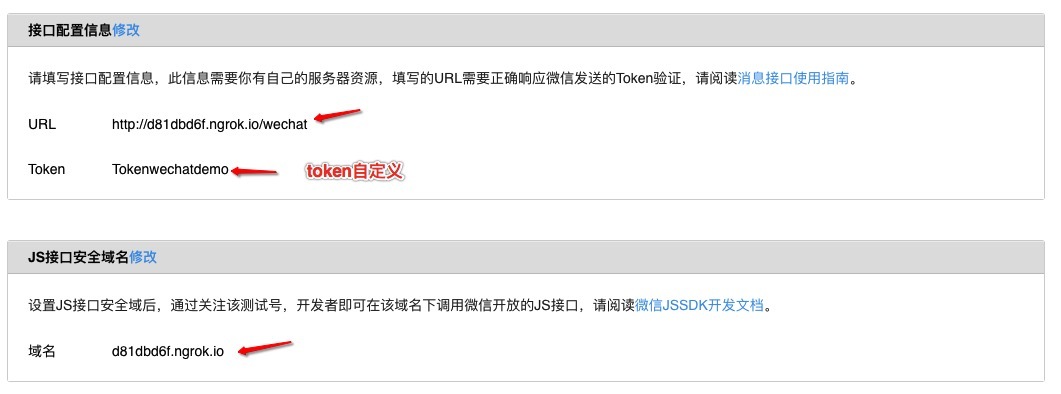 接口配置信息修改
请填写接口配置信息，此信息需要你有自己的服务器资源，填写的URL需要正确响应微信发送的Token验证，请阅读消息接口使用指南。
URL http://d81dbd6f.ngrok.io/wechat
Token Tokenwechatdemo token自定义
JS接口安全域名修改
设置JS接口安全域后，通过关注该测试号，开发者即可在该域名下调用微信开放的JS接口，请阅读微信JSSDK开发文档。
域名 d81dbd6f.ngrok.io